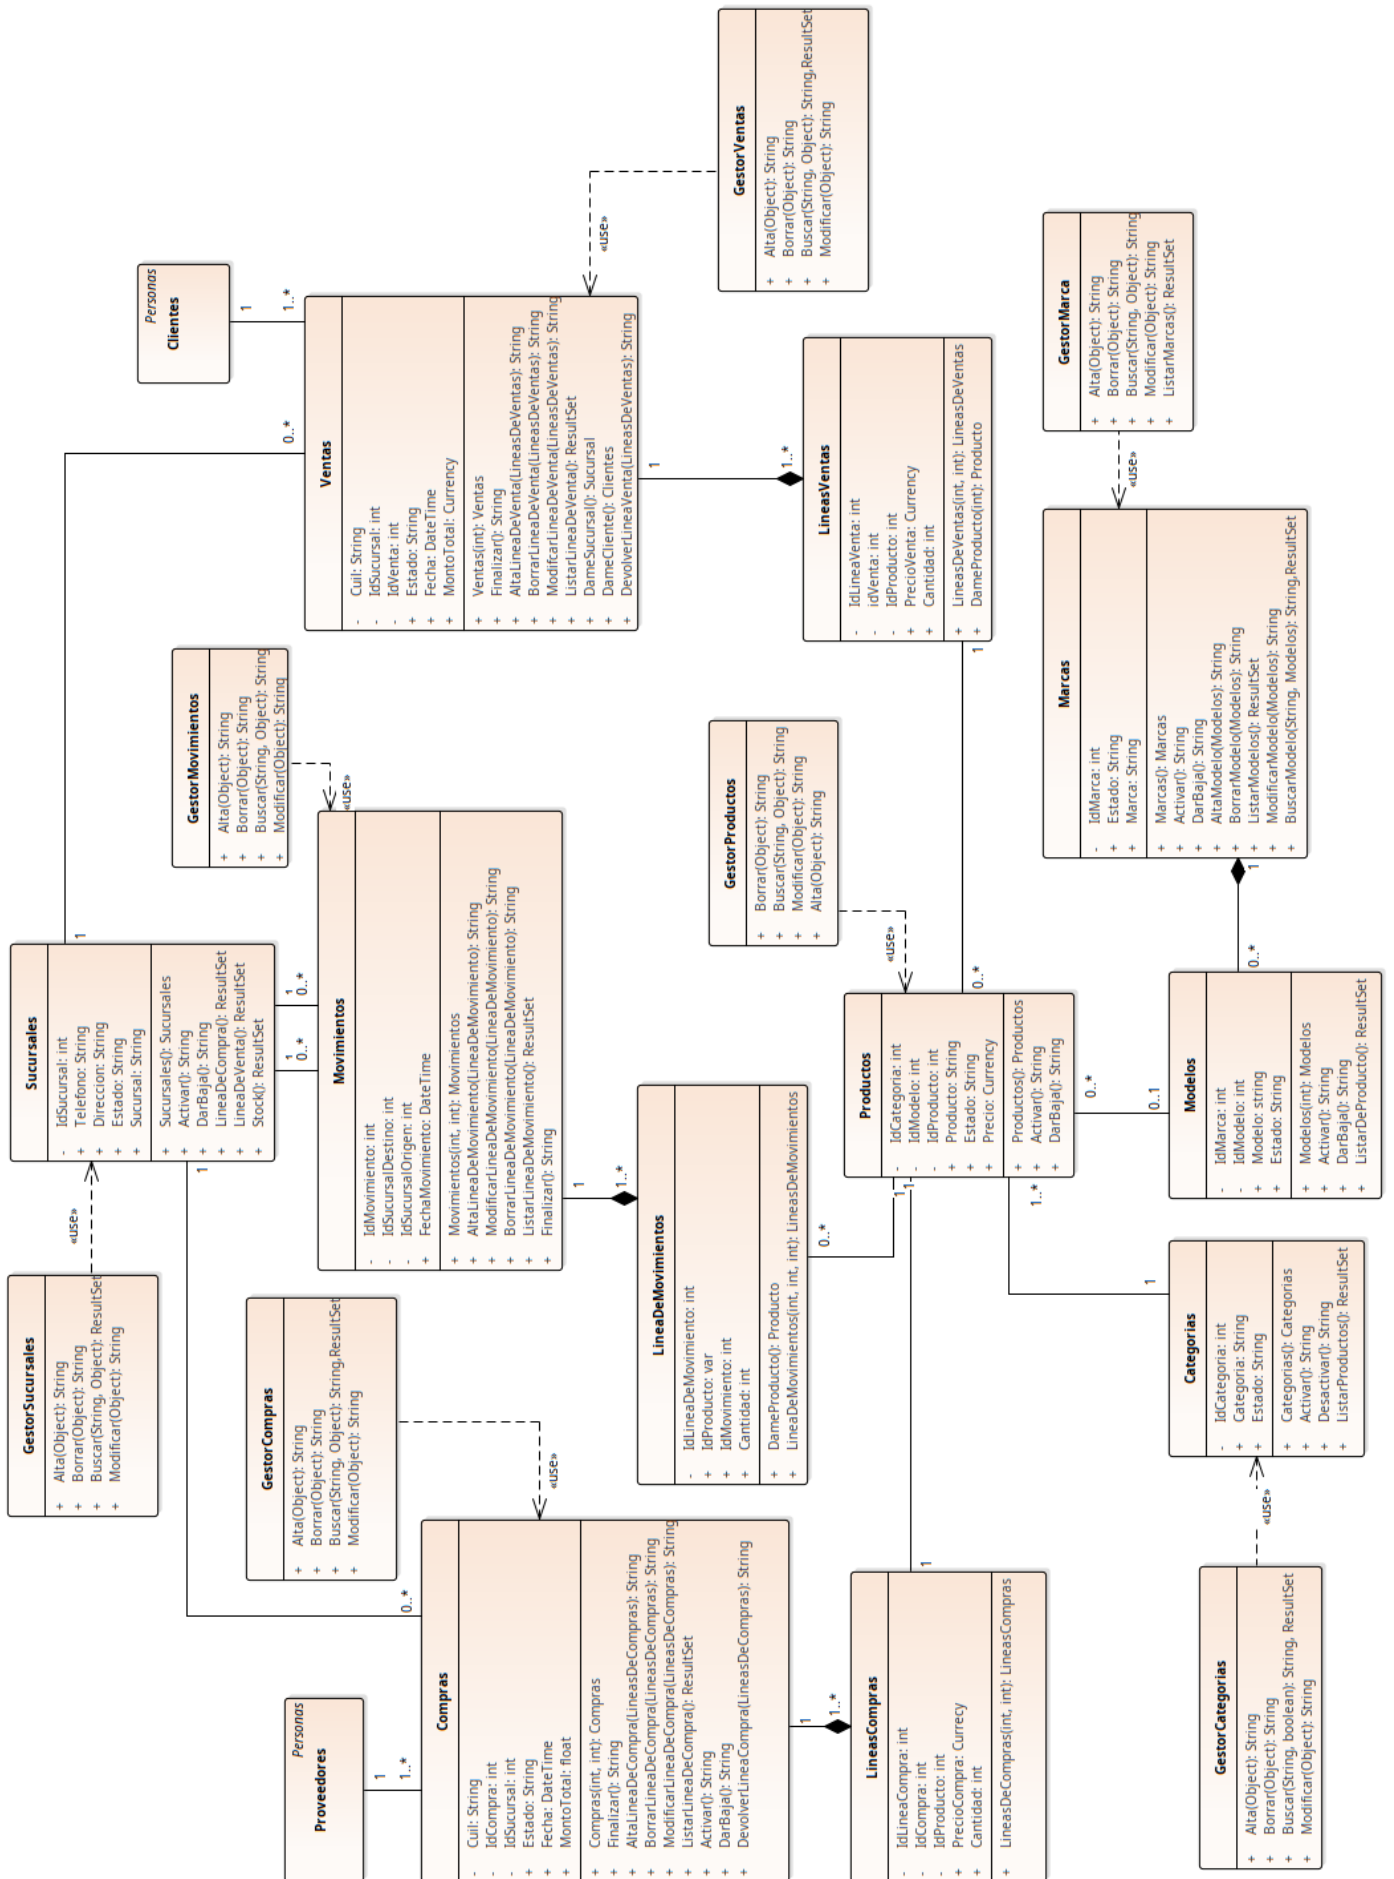 Proveedores
Personas
1
1..*
Compras
- Cuil: String
- IdCompra: int
- IdSucursal: int
+ Estado: String
+ Fecha: DateTime
+ MontoTotal: float
+ Compras(int, int): Compras
+ Finalizar(): String
+ AltaLineaDeCompra(LineasDeCompras): String
+ BorrarLineaDeCompra(LineasDeCompras): String
+ ModificarLineaDeCompra(LineasDeCompras): String
+ ListarLineaDeCompra(): ResultSet
+ Activar(): String
+ DarBaja(): String
+ DevolverLineaCompra(LineasDeCompras): String
0..*
1
1..*
LineasCompras
- IdLineaCompra: int
- IdCompra: int
- IdProducto: int
+ PrecioCompra: Currecy
+ Cantidad: int
+ LineasDeCompras(int, int): LineasCompras
1
GestorCategorias
+ Alta(Object): String
+ Borrar(Object): String
+ Buscar(String, boolean): String, ResultSet
+ Modificar(Object): String
«use»
GestorSucursales
+ Alta(Object): String
+ Borrar(Object): String
+ Buscar(String, Object): ResultSet
+ Modificar(Object): String
«use»
GestorCompras
+ Alta(Object): String
+ Borrar(Object): String
+ Buscar(String, Object): String,ResultSet
+ Modificar(Object): String
«use»
Categorias
- IdCategoria: int
+ Categoria: String
+ Estado: String
+ Categorias(): Categorias
+ Activar(): String
+ Desactivar(): String
+ ListarProductos(): ResultSet
1
1..*
Sucursales
- IdSucursal: int
+ Telefono: String
+ Direccion: String
+ Estado: String
+ Sucursal: String
+ Sucursales(): Sucursales
+ Activar(): String
+ DarBaja(): String
+ LineaDeCompra(): ResultSet
+ LineaDeVenta(): ResultSet
+ Stock(): ResultSet
1
1
1
0..*
1
0..*
Movimientos
- IdMovimiento: int
- IdSucursalDestino: int
- IdSucursalOrigen: int
+ FechaMovimiento: DateTime
+ Movimientos(int, int): Movimientos
+ AltaLineaDeMovimiento(LineaDeMovimiento): String
+ ModificarLineaDeMovimiento(LineaDeMovimiento): String
+ BorrarLineaDeMovimiento(LineaDeMovimiento): String
+ ListarLineaDeMovimiento(): ResultSet
+ Finalizar(): String
1
1..*
LineaDeMovimientos
- IdLineaDeMovimiento: int
+ IdProducto: var
+ IdMovimiento: int
+ Cantidad: int
+ DameProducto(): Producto
+ LineaDeMovimientos(int, int, int): LineasDeMovimientos
0..*
1
1
Productos
- IdCategoria: int
- IdModelo: int
- IdProducto: int
+ Producto: String
+ Estado: String
+ Precio: Currency
+ Productos(): Productos
+ Activar(): String
+ DarBaja(): String
0..*
0..*
0..1
Modelos
- IdMarca: int
- IdModelo: int
+ Modelo: string
+ Estado: String
+ Modelos(int): Modelos
+ Activar(): String
+ DarBaja(): String
+ ListarDeProducto(): ResultSet
0..*
1
GestorMovimientos
+ Alta(Object): String
+ Borrar(Object): String
+ Buscar(String, Object): String
+ Modificar(Object): String
«use»
GestorProductos
+ Borrar(Object): String
+ Buscar(String, Object): String
+ Modificar(Object): String
+ Alta(Object): String
«use»
Marcas
- IdMarca: int
+ Estado: String
+ Marca: String
+ Marcas(): Marcas
+ Activar(): String
+ DarBaja(): String
+ AltaModelo(Modelos): String
+ BorrarModelo(Modelos): String
+ ListarModelos(): ResultSet
+ ModificarModelo(Modelos): String
+ BuscarModelo(String, Modelos): String,ResultSet
Personas
Clientes
1
1..*
0..*
Ventas
- Cuil: String
- IdSucursal: int
- IdVenta: int
+ Estado: String
+ Fecha: DateTime
+ MontoTotal: Currency
+ Ventas(int): Ventas
+ Finalizar(): String
+ AltaLineaDeVenta(LineasDeVentas): String
+ BorrarLineaDeVenta(LineasDeVentas): String
+ ModifcarLineaDeVenta(LineasDeVentas): String
+ ListarLineaDeVenta(): ResultSet
+ DameSucursal(): Sucursal
+ DameCliente(): Clientes
+ DevolverLineaVenta(LineasDeVentas): String
1
1..*
LineasVentas
- IdLineaVenta: int
- idVenta: int
- IdProducto: int
+ PrecioVenta: Currency
+ Cantidad: int
+ LineasDeVentas(int, int): LineasDeVentas
+ DameProducto(int): Producto
1
GestorVentas
+ Alta(Object): String
+ Borrar(Object): String
+ Buscar(String, Object): String,ResultSet
+ Modificar(Object): String
«use»
GestorMarca
+ Alta(Object): String
+ Borrar(Object): String
+ Buscar(String, Object): String
+ Modificar(Object): String
+ ListarMarcas(): ResultSet
«use»